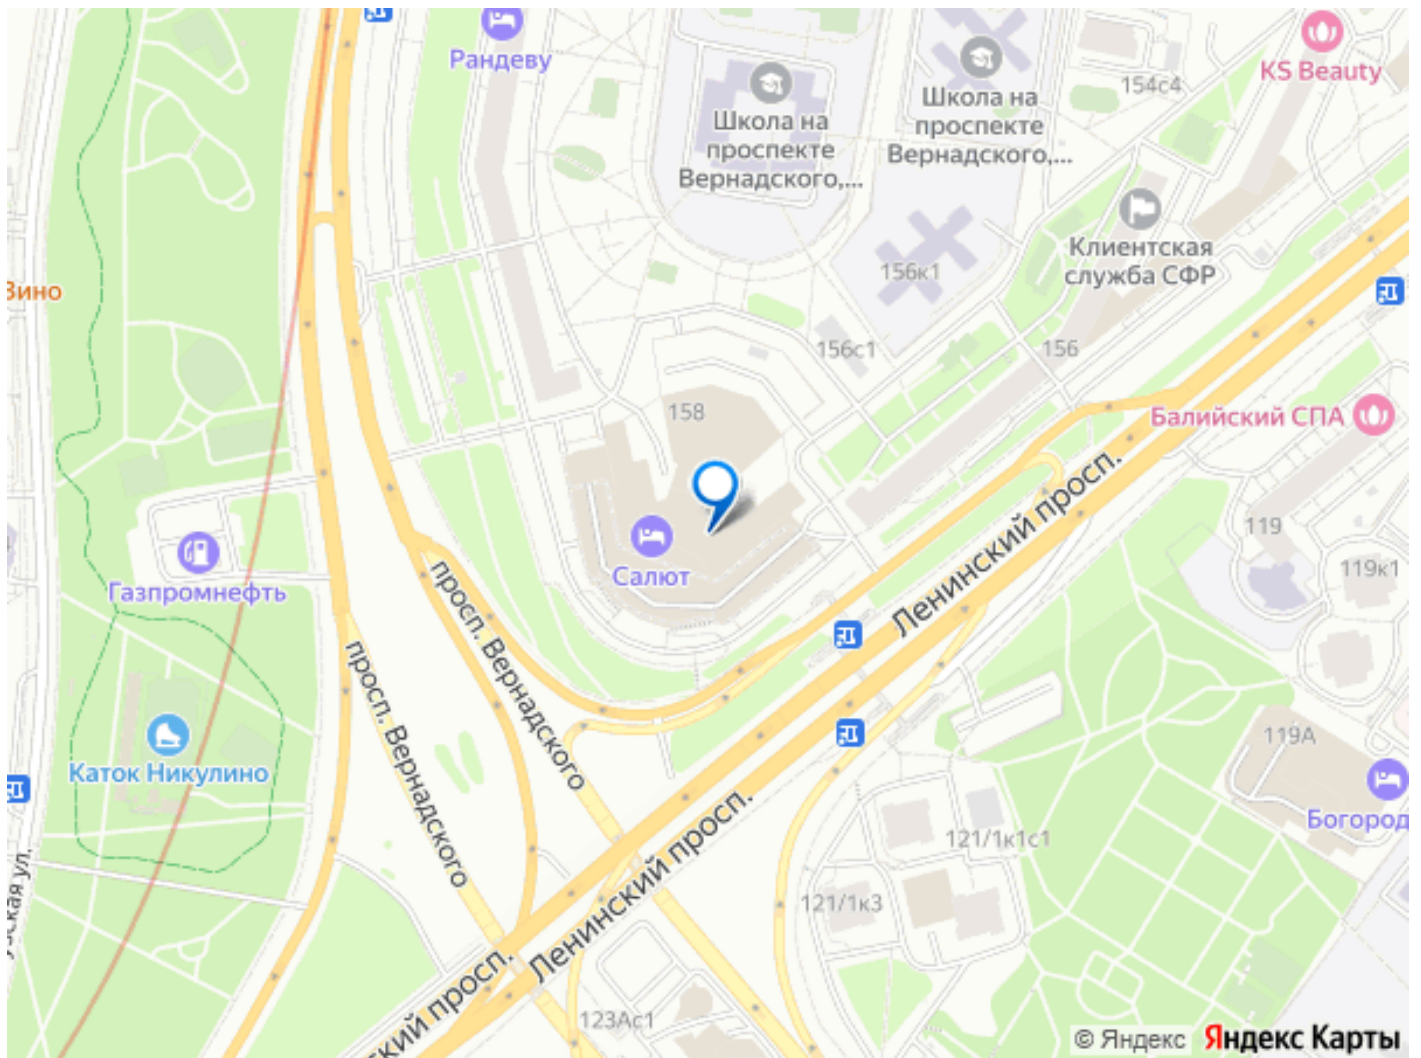 Рандеву
KS Beauty
154с4
Школа на
проспекте
Вернадского,...
Школа на
проспекте
Вернадского,...
Клиентская
служба СФР
156к1
Вино
156с1
156
158
Балийский СПА
Ленинский просп.
119
119к1
Салют
Газпромнефть
просп. Вернадского
просп. Вернадского
Каток Никулино
119А
Богород
121/1к1с1
121/1к3
Ленинский просп.
ский просп.
ул.
123Ас1
© Яндекс Яндекс Карты